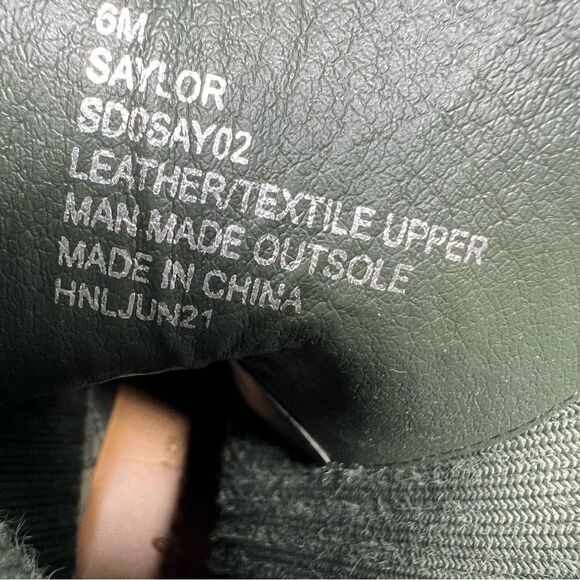 6M
SAYLOR
SD0SAY02
LEATHER/TEXTILE UPPER
MAN MADE OUTSOLE
MADE IN CHINA
HNLJUN21